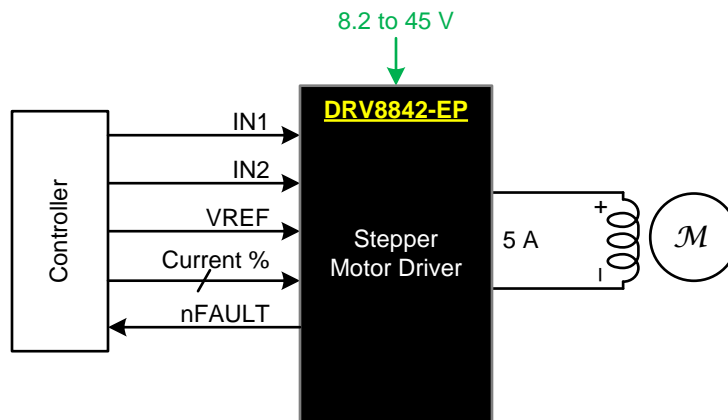 8.2 to 45 V
DRV8842-EP
Controller
IN1
IN2
VREF
Current %
nFAULT
Stepper
Motor Driver
5 A
+
–
M